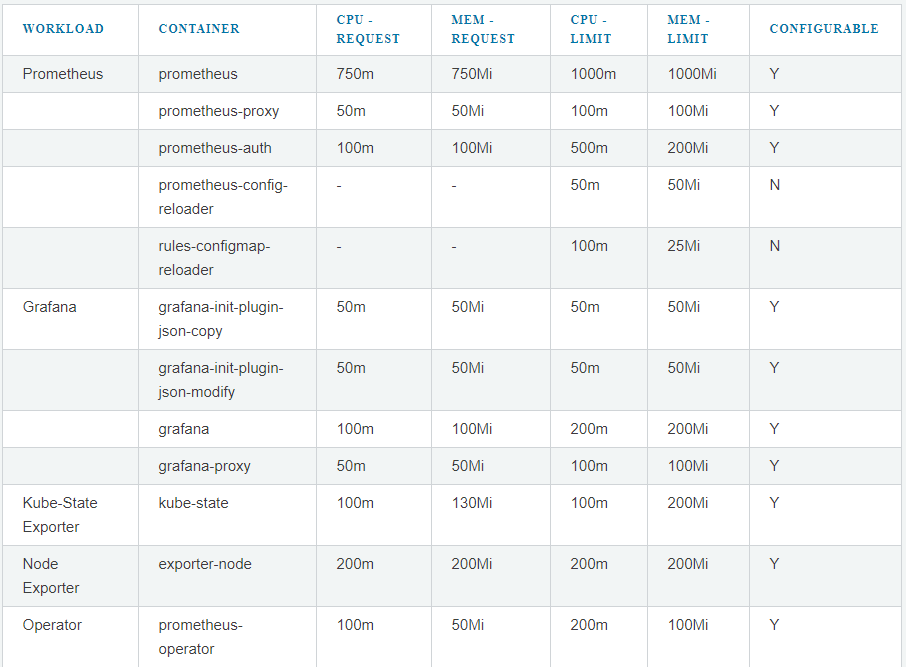 WORKLOAD CONTAINER CPU - REQUEST MEM - REQUEST CPU - LIMIT MEM - LIMIT CONFIGURABLE
Prometheus prometheus 750m 750Mi 1000m 1000Mi Y
prometheus-proxy 50m 50Mi 100m 100Mi Y
prometheus-auth 100m 100Mi 500m 200Mi Y
prometheus-config-
reloader - - 50m 50Mi N
rules-configmap-
reloader - - 100m 25Mi N
Grafana grafana-init-plugin-
json-copy 50m 50Mi 50m 50Mi Y
grafana-init-plugin-
json-modify 50m 50Mi 50m 50Mi Y
grafana 100m 100Mi 200m 200Mi Y
grafana-proxy 50m 50Mi 100m 100Mi Y
Kube-State
Exporter kube-state 100m 130Mi 100m 200Mi Y
Node
Exporter exporter-node 200m 200Mi 200m 200Mi Y
Operator prometheus-
operator 100m 50Mi 200m 100Mi Y